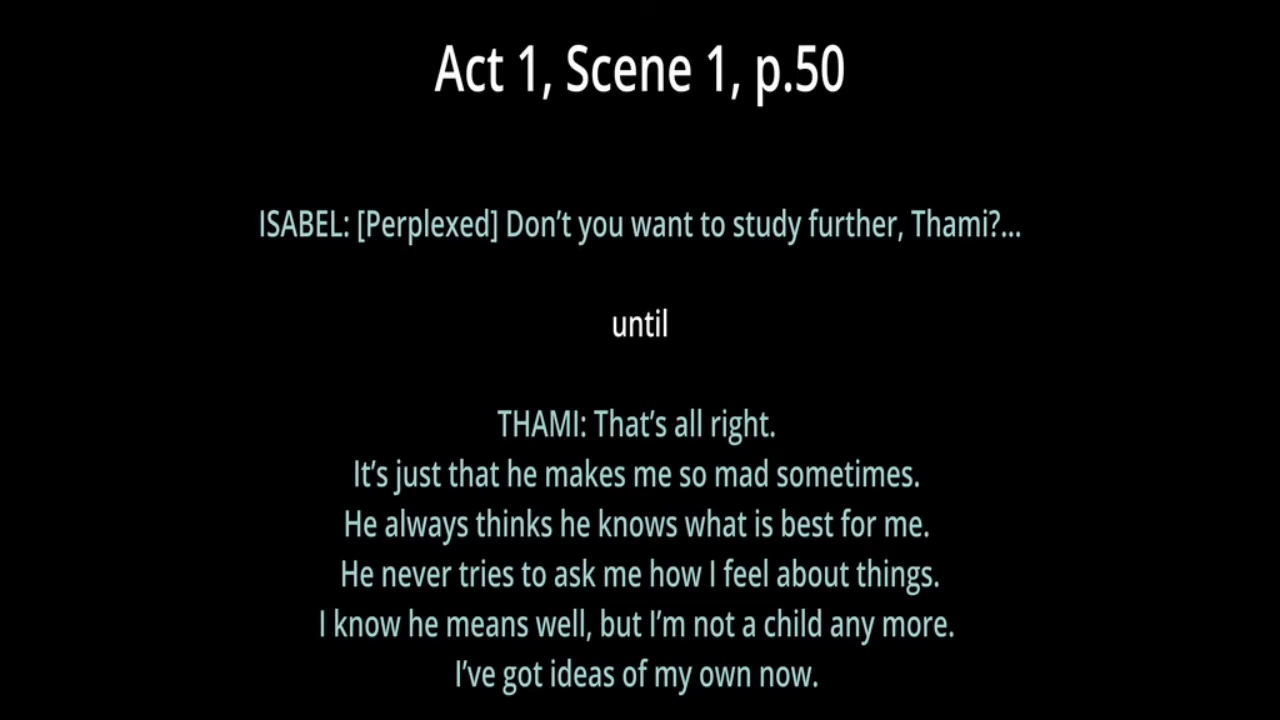 Act 1, Scene 1, p.50
ISABEL: [Perplexed] Don’t you want to study further, Thami?...
until
THAMI: That’s all right.
It’s just that he makes me so mad sometimes.
He always thinks he knows what is best for me.
He never tries to ask me how I feel about things.
I know he means well, but I’m not a child any more.
I’ve got ideas of my own now.